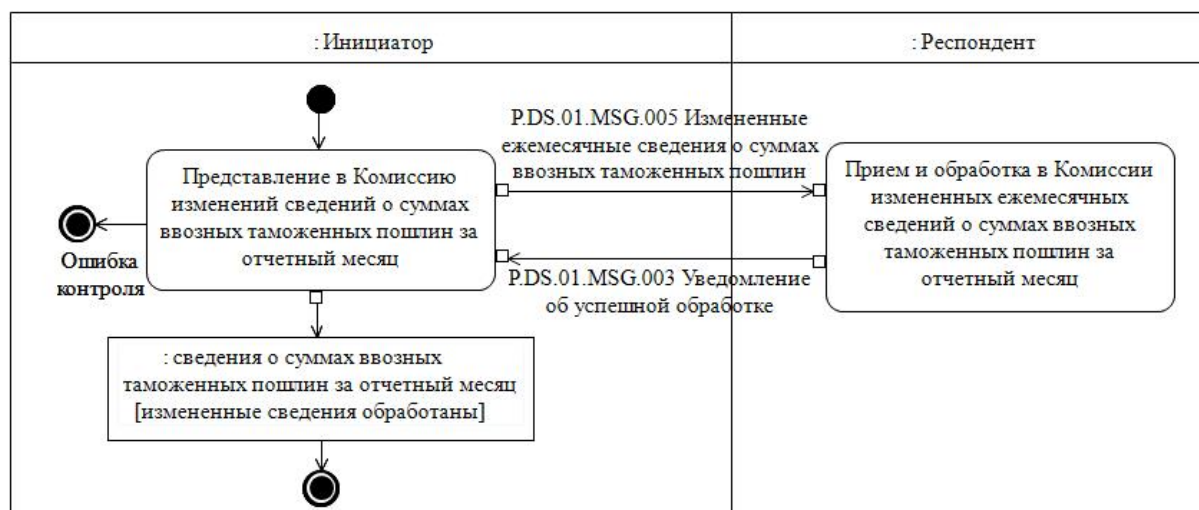 : Инициатор
: Респондент
P.DS.01.MSG.005 Измененные
ежемесячные сведения о суммах
ввозных таможенных пошлин
Представление в Комиссию
изменений сведений о суммах
ввозных таможенных пошлин за
отчетный месяц
Прием и обработка в Комиссии
измененных ежемесячных
сведений о суммах ввозных
таможенных пошлин за
отчетный месяц
Ошибка
контроля
P.DS.01.MSG.003 Уведомление
об успешной обработке
: сведения о суммах ввозных
таможенных пошлин за отчетный месяц
[измененные сведения обработаны]